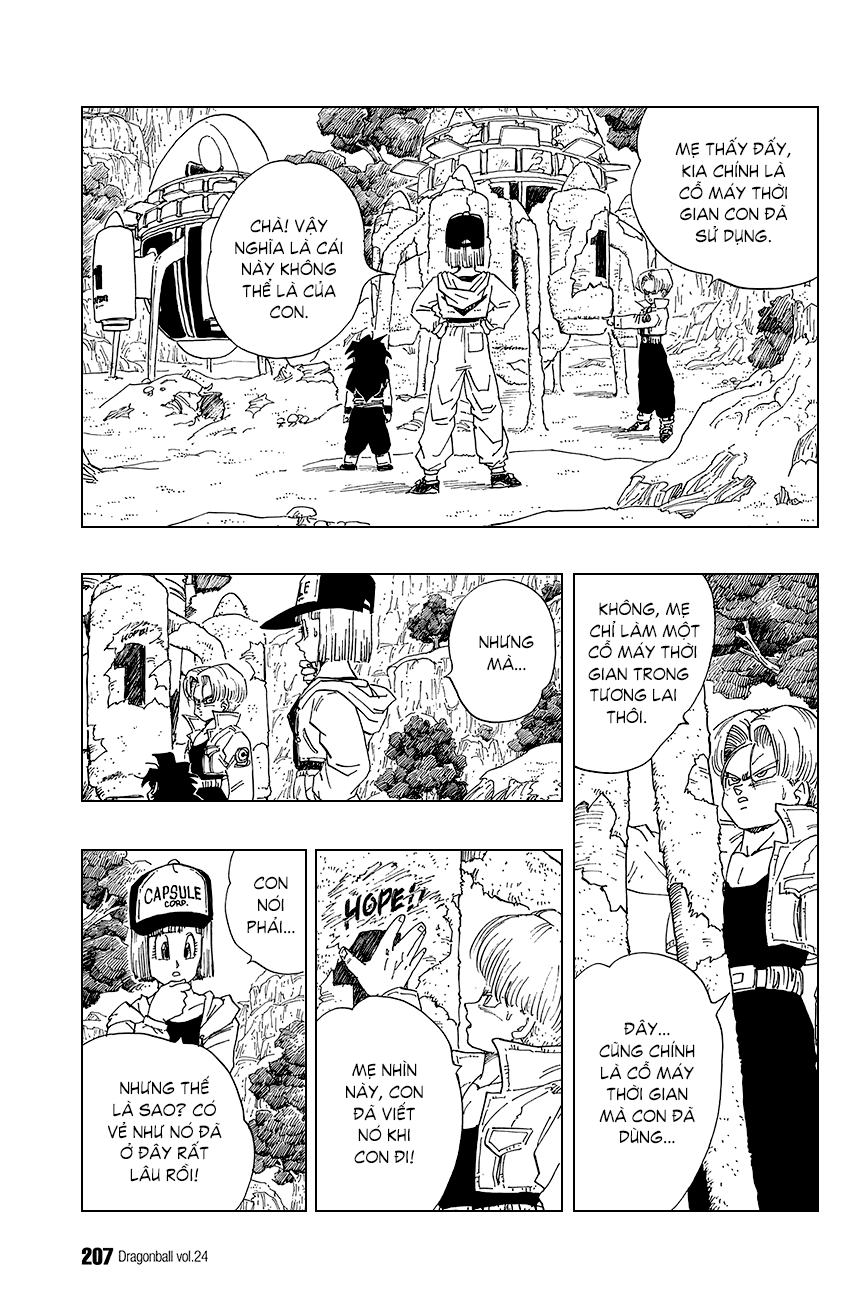 MẸ THẤY ĐẤY,
KIA CHÍNH LÀ
CỖ MÁY THỜI
GIAN CON ĐÃ
SỬ DỤNG.
CHÀ! VẬY
NGHĨA LÀ CÁI
NÀY KHÔNG
THỂ LÀ CỦA
CON.
1
1
KHÔNG, MẸ
CHỈ LÀM MỘT
CỖ MÁY THỜI
GIAN TRONG
TƯƠNG LAI
THÔI.
ĐÂY...
CŨNG CHÍNH
LÀ CỖ MÁY
THỜI GIAN
MÀ CON ĐÃ
DÙNG...
NHƯNG
MÀ...
1
HOPE!!
MẸ NHÌN
NÀY, CON
ĐÃ VIẾT
NÓ KHI
CON ĐI!
CON
NÓI
PHẢI...
CAPSULE
CORP.
NHƯNG THẾ
LÀ SAO? CÓ
VẺ NHƯ NÓ ĐÃ
Ở ĐÂY RẤT
LÂU RỒI!
207 Dragonball vol.24